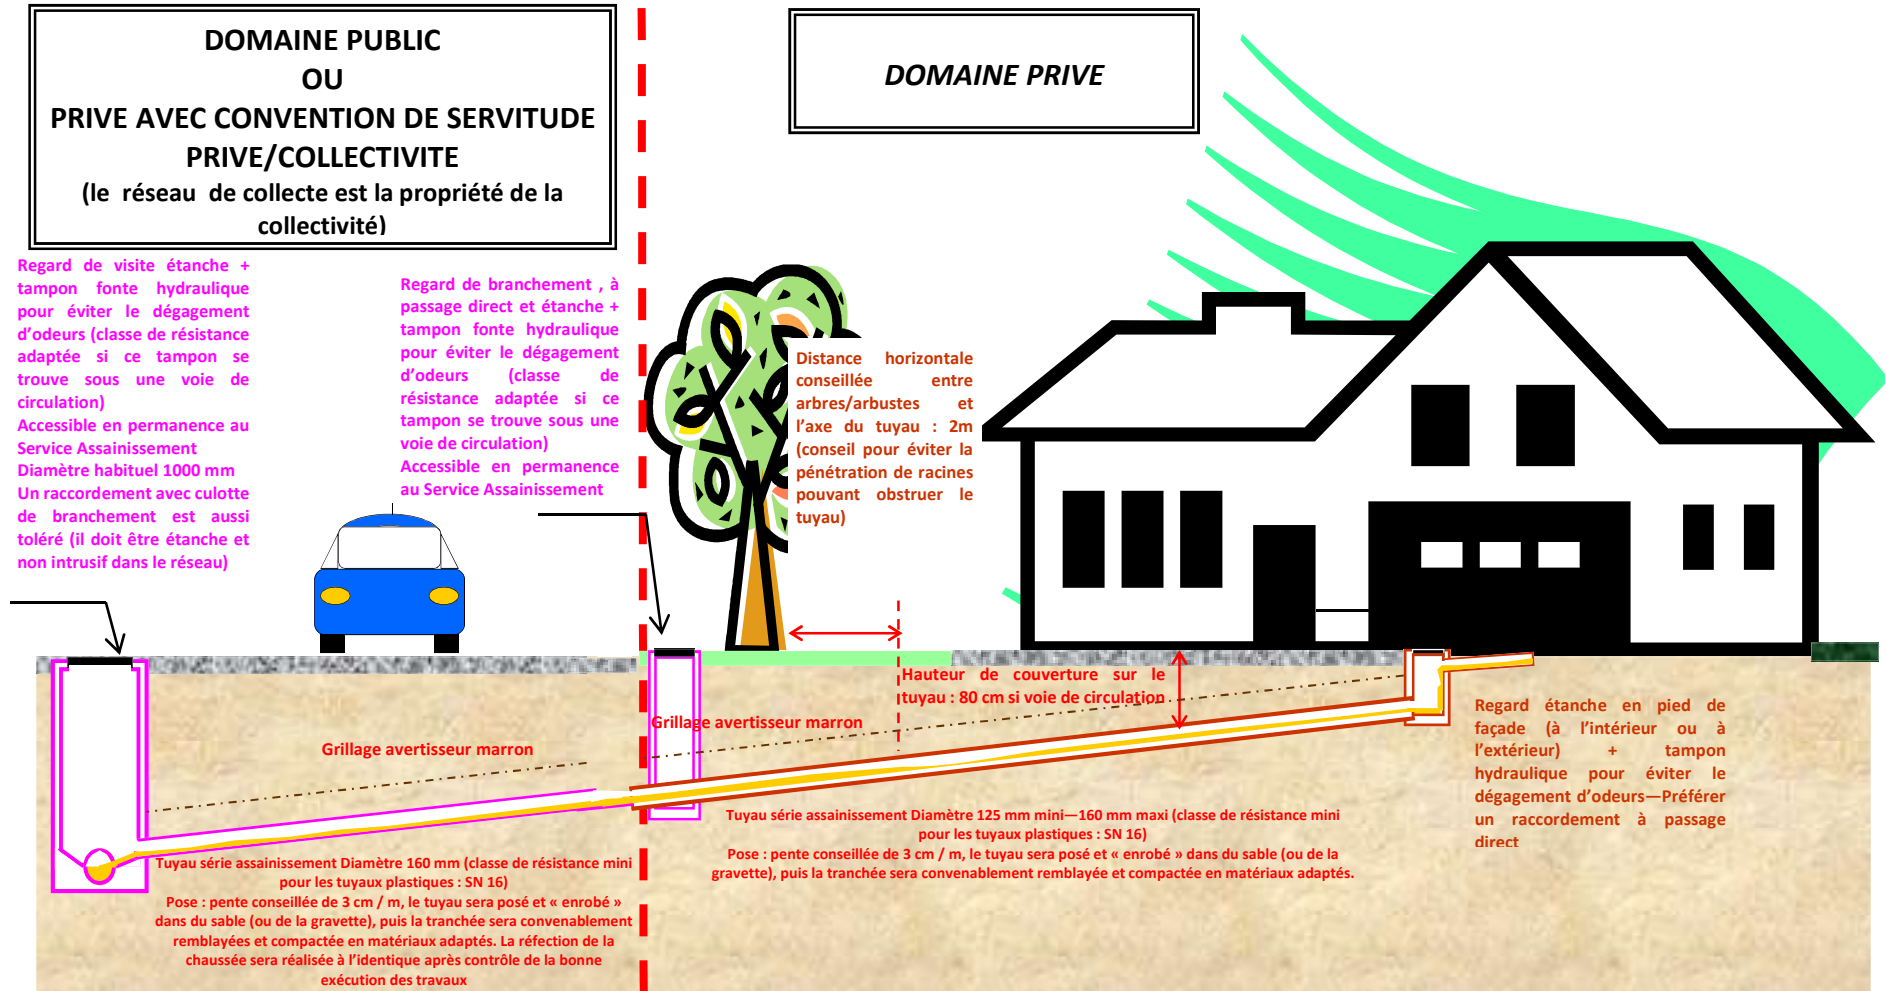 DOMAINE PUBLIC
OU
PRIVE AVEC CONVENTION DE SERVITUDE
PRIVE/COLLECTIVITE
(le réseau de collecte est la propriété de la
collectivité)
DOMAINE PRIVE
Regard de visite étanche +
tampon fonte hydraulique
pour éviter le dégagement
d'odeurs (classe de résistance
adaptée si ce tampon se
trouve sous une voie de
circulation)
Accessible en permanence au
Service Assainissement
Diamètre habituel 1000 mm
Un raccordement avec culotte
de branchement est aussi
toléré (il doit être étanche et
non intrusif dans le réseau)
Regard de branchement , à
passage direct et étanche +
tampon fonte hydraulique
pour éviter le dégagement
d'odeurs (classe de
résistance adaptée si ce
tampon se trouve sous une
voie de circulation)
Accessible en permanence
au Service Assainissement
Distance horizontale
conseillée entre
arbres/arbustes et
l'axe du tuyau : 2m
(conseil pour éviter la
pénétration de racines
pouvant obstruer le
tuyau)
Hauteur de couverture sur le
tuyau : 80 cm si voie de circulation
Grillage avertisseur marron
Grillage avertisseur marron
Regard étanche en pied de
façade (à l'intérieur ou à
l'extérieur) + tampon
hydraulique pour éviter le
dégagement d'odeurs—Préférer
un raccordement à passage
direct
Tuyau série assainissement Diamètre 125 mm mini—160 mm maxi (classe de résistance mini
pour les tuyaux plastiques : SN 16)
Pose : pente conseillée de 3 cm / m, le tuyau sera posé et « enrobé » dans du sable (ou de la
gravette), puis la tranchée sera convenablement remblayée et compactée en matériaux adaptés.
Tuyau série assainissement Diamètre 160 mm (classe de résistance mini
pour les tuyaux plastiques : SN 16)
Pose : pente conseillée de 3 cm / m, le tuyau sera posé et « enrobé »
dans du sable (ou de la gravette), puis la tranchée sera convenablement
remblayées et compactée en matériaux adaptés. La réfection de la
chaussée sera réalisée à l'identique après contrôle de la bonne
exécution des travaux